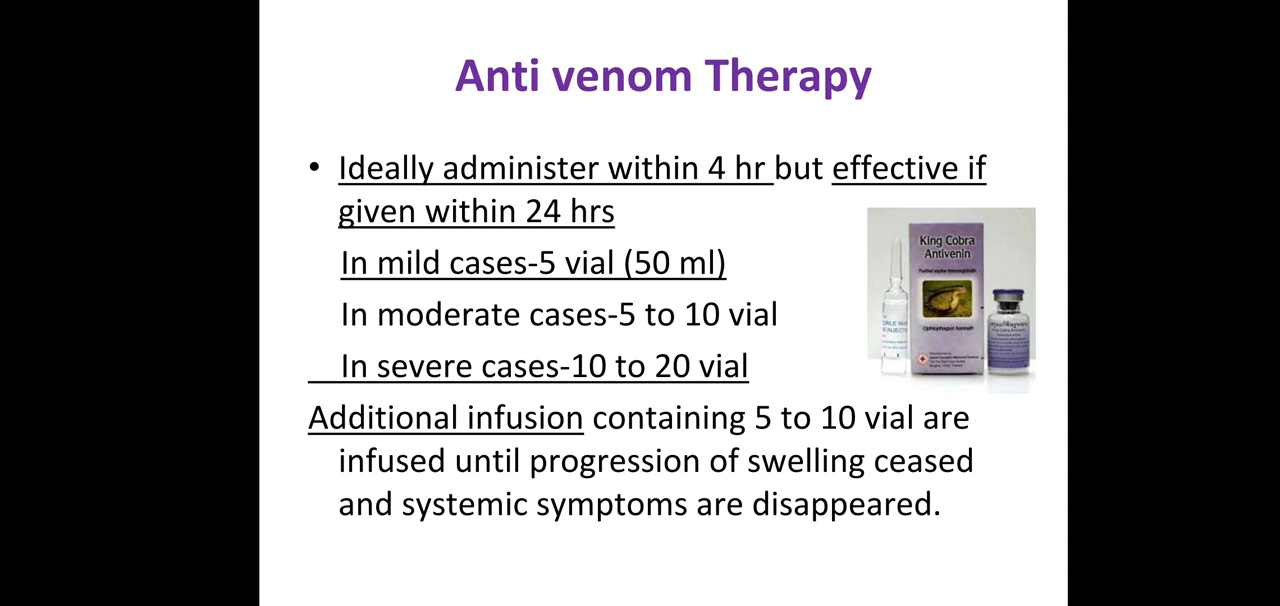 Anti venom Therapy
• Ideally administer within 4 hr but effective if
given within 24 hrs
In mild cases-5 vial (50 ml)
In moderate cases-5 to 10 vial
In severe cases-10 to 20 vial
Additional infusion containing 5 to 10 vial are
infused until progression of swelling ceased
and systemic symptoms are disappeared.
King Cobra
Antivenin
Ophiophagus hannah